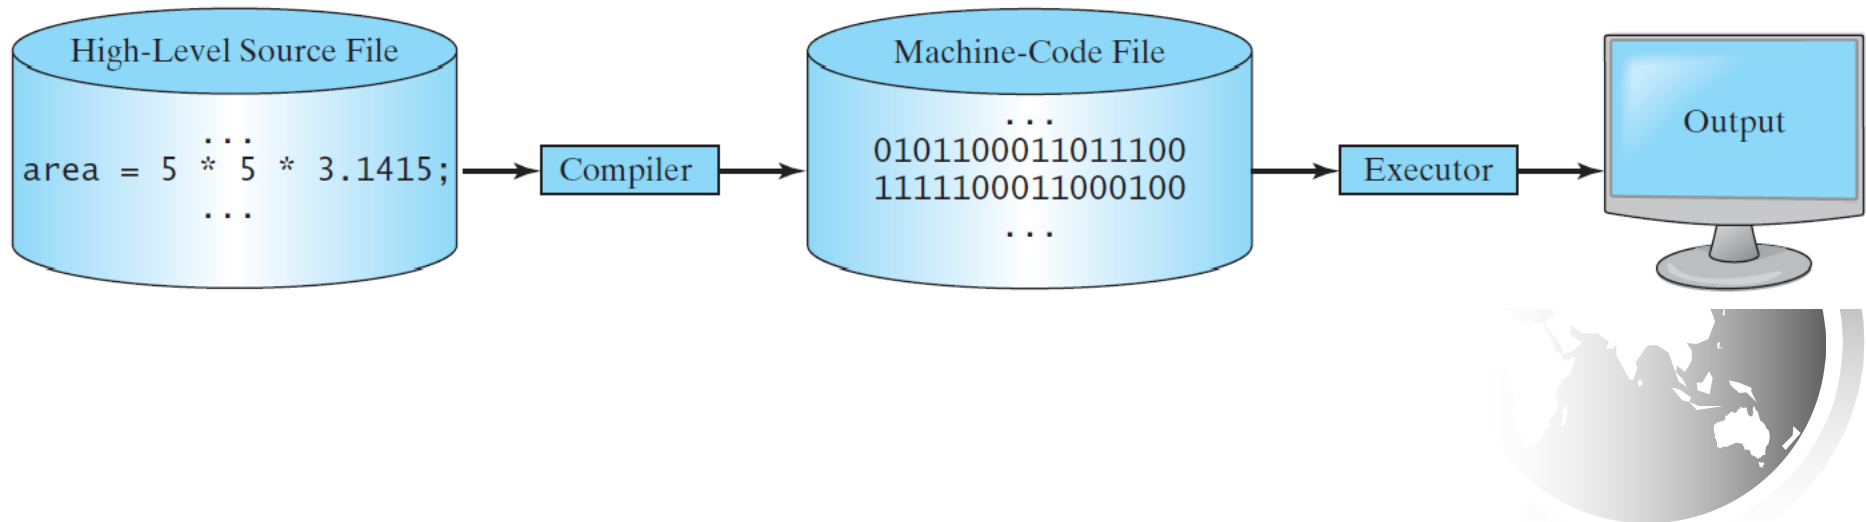 High-Level Source File
...
area = 5 * 5 * 3.1415;
...
Compiler
Machine-Code File
...
0101100011011100
1111100011000100
...
Executor
Output